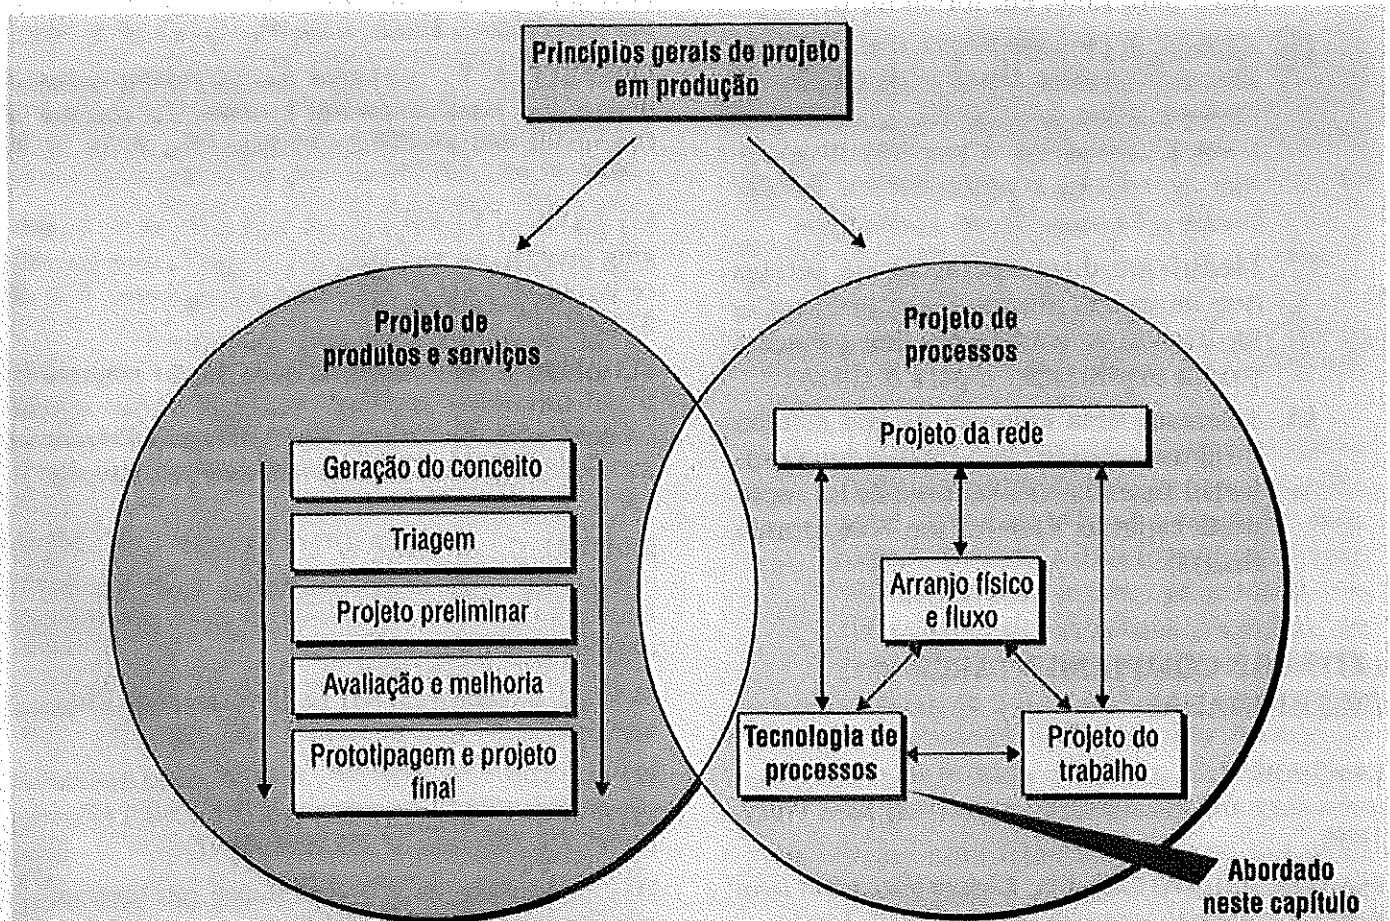 Princípios gerais de projeto
em produção
Projeto de
produtos e serviços
Geração do conceito
Triagem
Projeto preliminar
Avaliação e melhoria
Prototipagem e projeto
final
Projeto de
processos
Projeto da rede
Arranjo físico
e fluxo
Tecnologia de
processos
Projeto do
trabalho
Abordado
neste capítulo